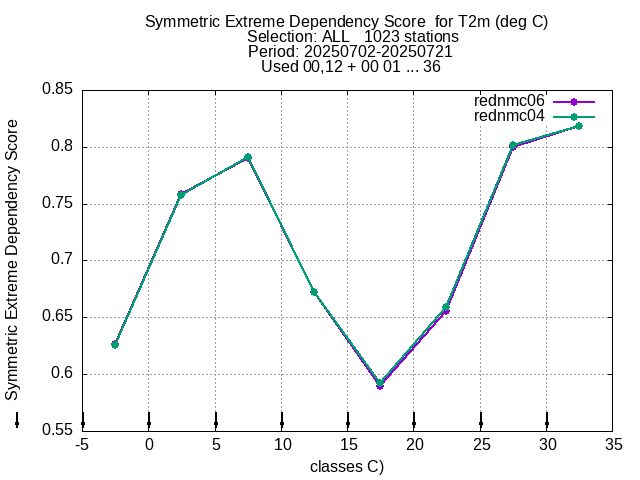 Symmetric Extreme Dependency Score  for T2m (deg C)
Selection: ALL   1023 stations
Period: 20250702-20250721
Used 00,12 + 00 01 ... 36
rednmc06
rednmc04
Symmetric Extreme Dependency Score
0.85
0.8
0.75
0.7
0.65
0.6
0.55
-5 0 5 10 15 20 25 30 35
classes C)